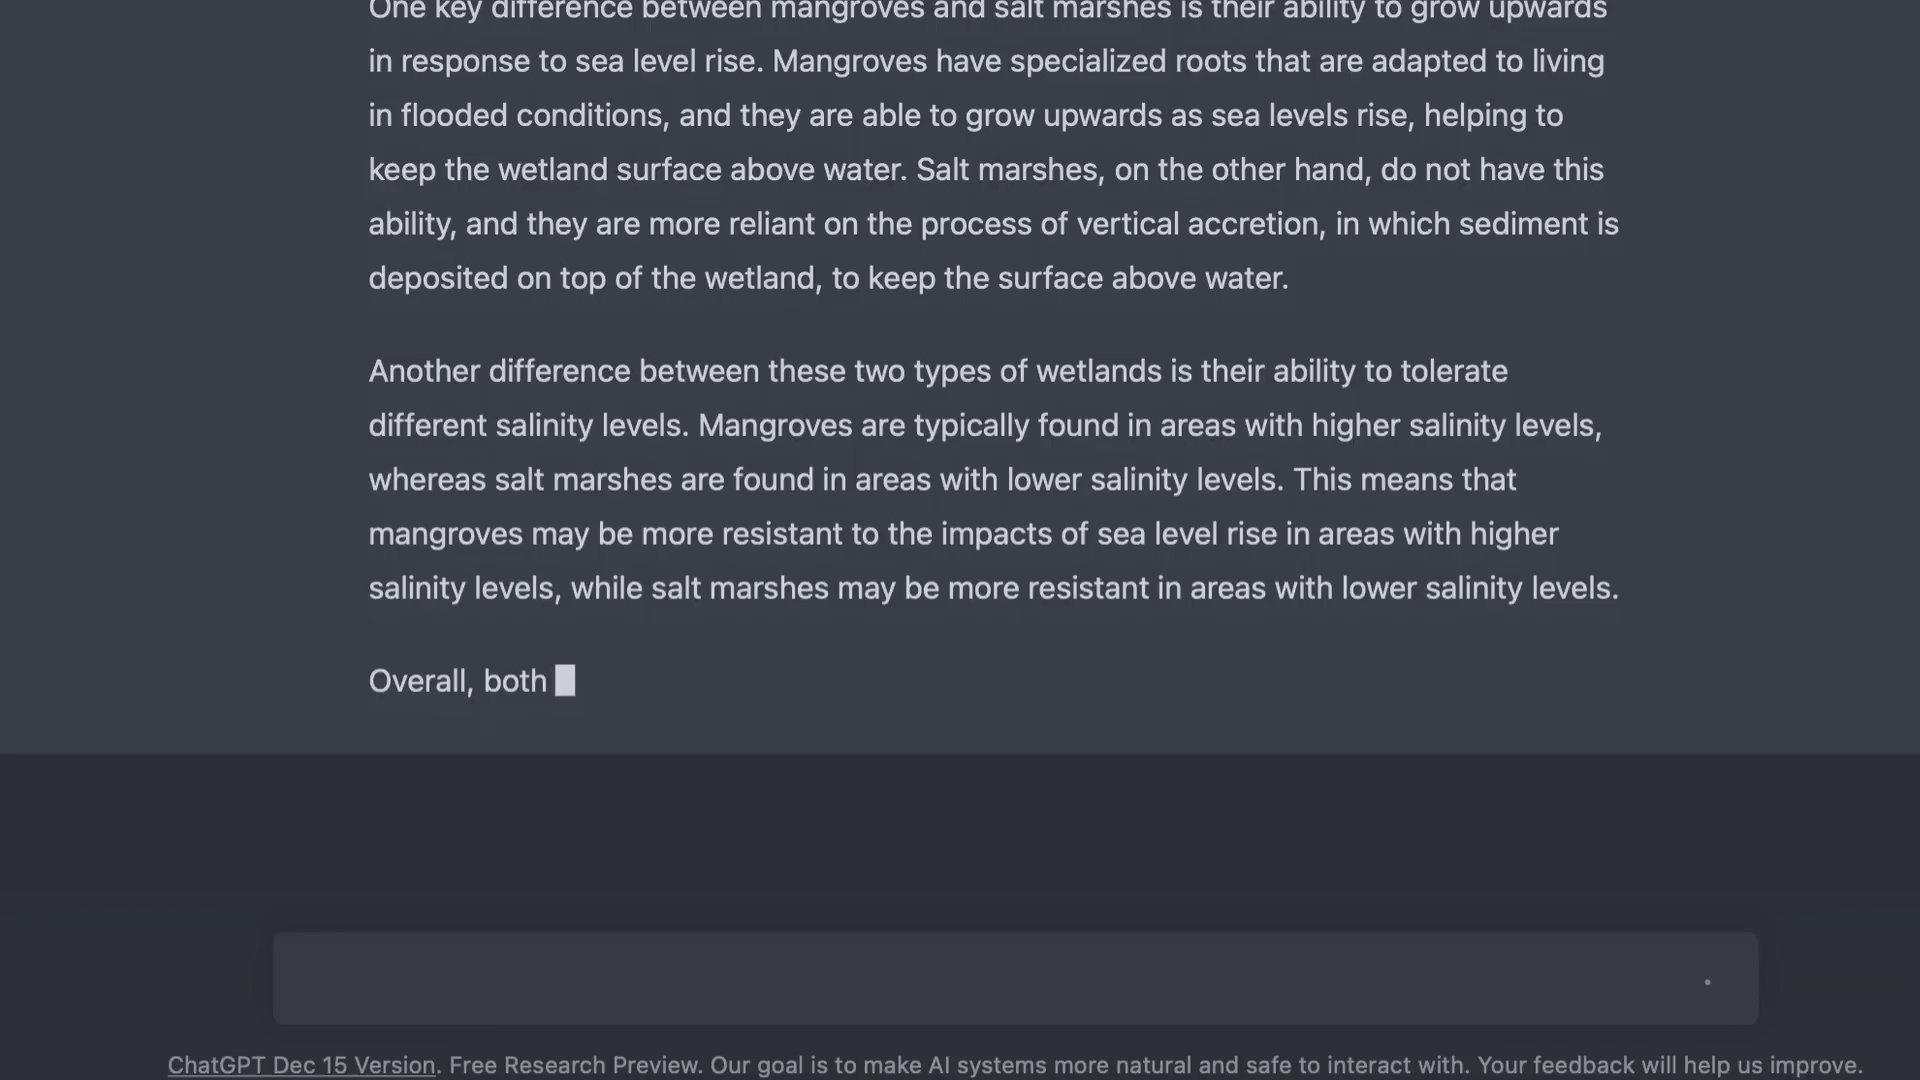 One key difference between mangroves and salt marshes is their ability to grow upwards
in response to sea level rise. Mangroves have specialized roots that are adapted to living
in flooded conditions, and they are able to grow upwards as sea levels rise, helping to
keep the wetland surface above water. Salt marshes, on the other hand, do not have this
ability, and they are more reliant on the process of vertical accretion, in which sediment is
deposited on top of the wetland, to keep the surface above water.
Another difference between these two types of wetlands is their ability to tolerate
different salinity levels. Mangroves are typically found in areas with higher salinity levels,
whereas salt marshes are found in areas with lower salinity levels. This means that
mangroves may be more resistant to the impacts of sea level rise in areas with higher
salinity levels, while salt marshes may be more resistant in areas with lower salinity levels.
Overall, both
ChatGPT Dec 15 Version. Free Research Preview. Our goal is to make AI systems more natural and safe to interact with. Your feedback will help us improve.